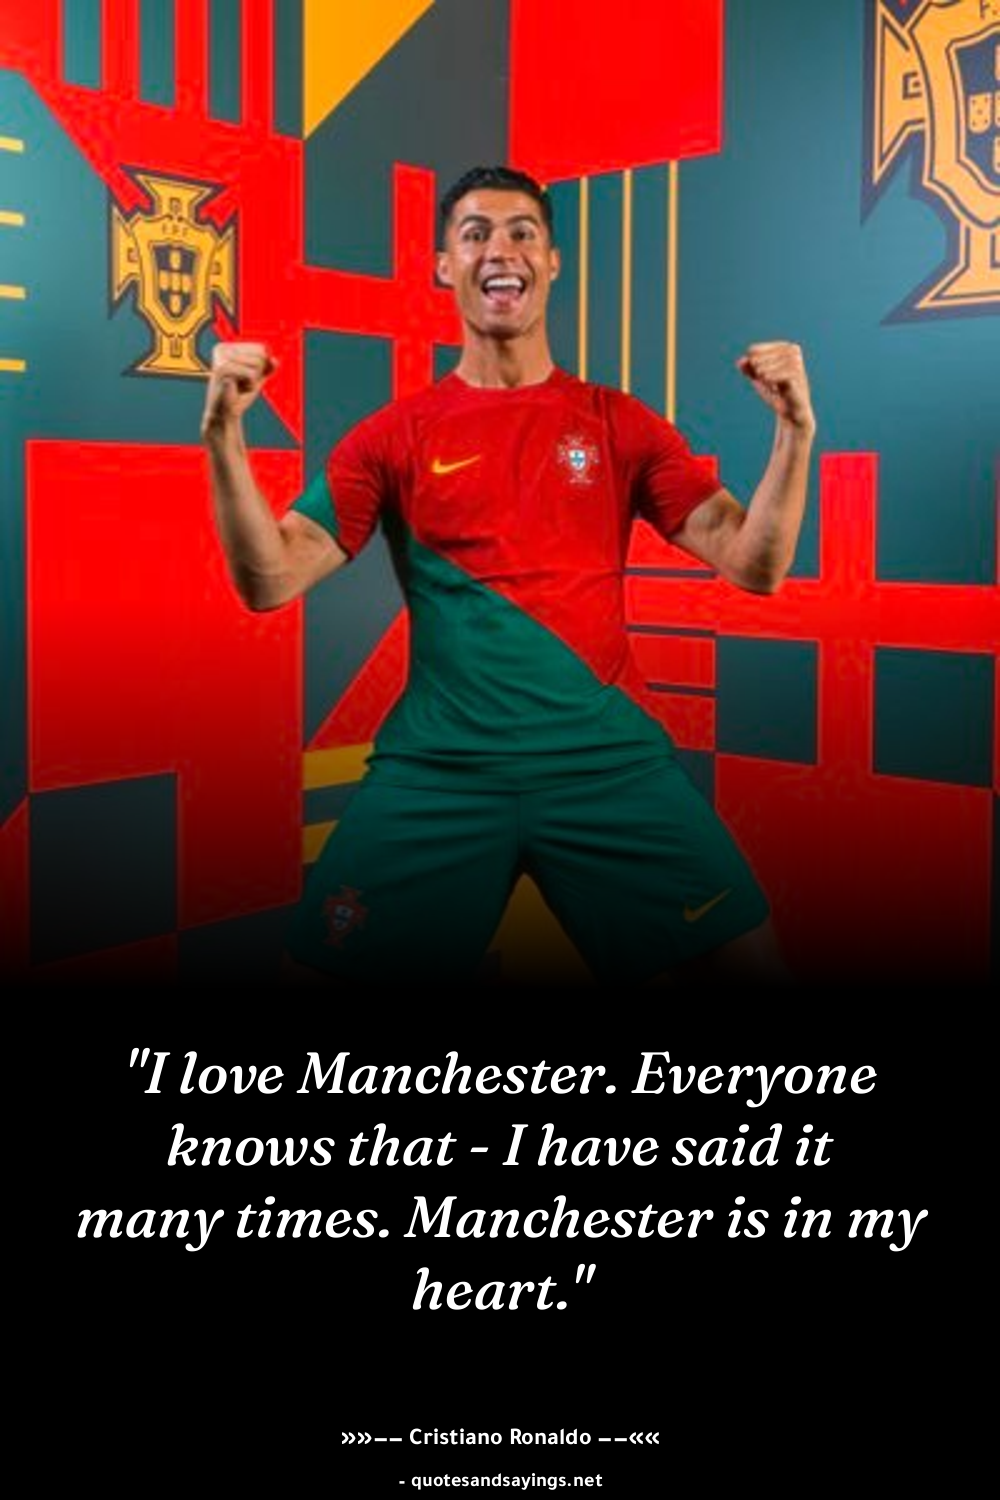 "I love Manchester. Everyone
knows that - I have said it
many times. Manchester is in my
heart."
»»−− Cristiano Ronaldo −−««
- quotesandsayings.net